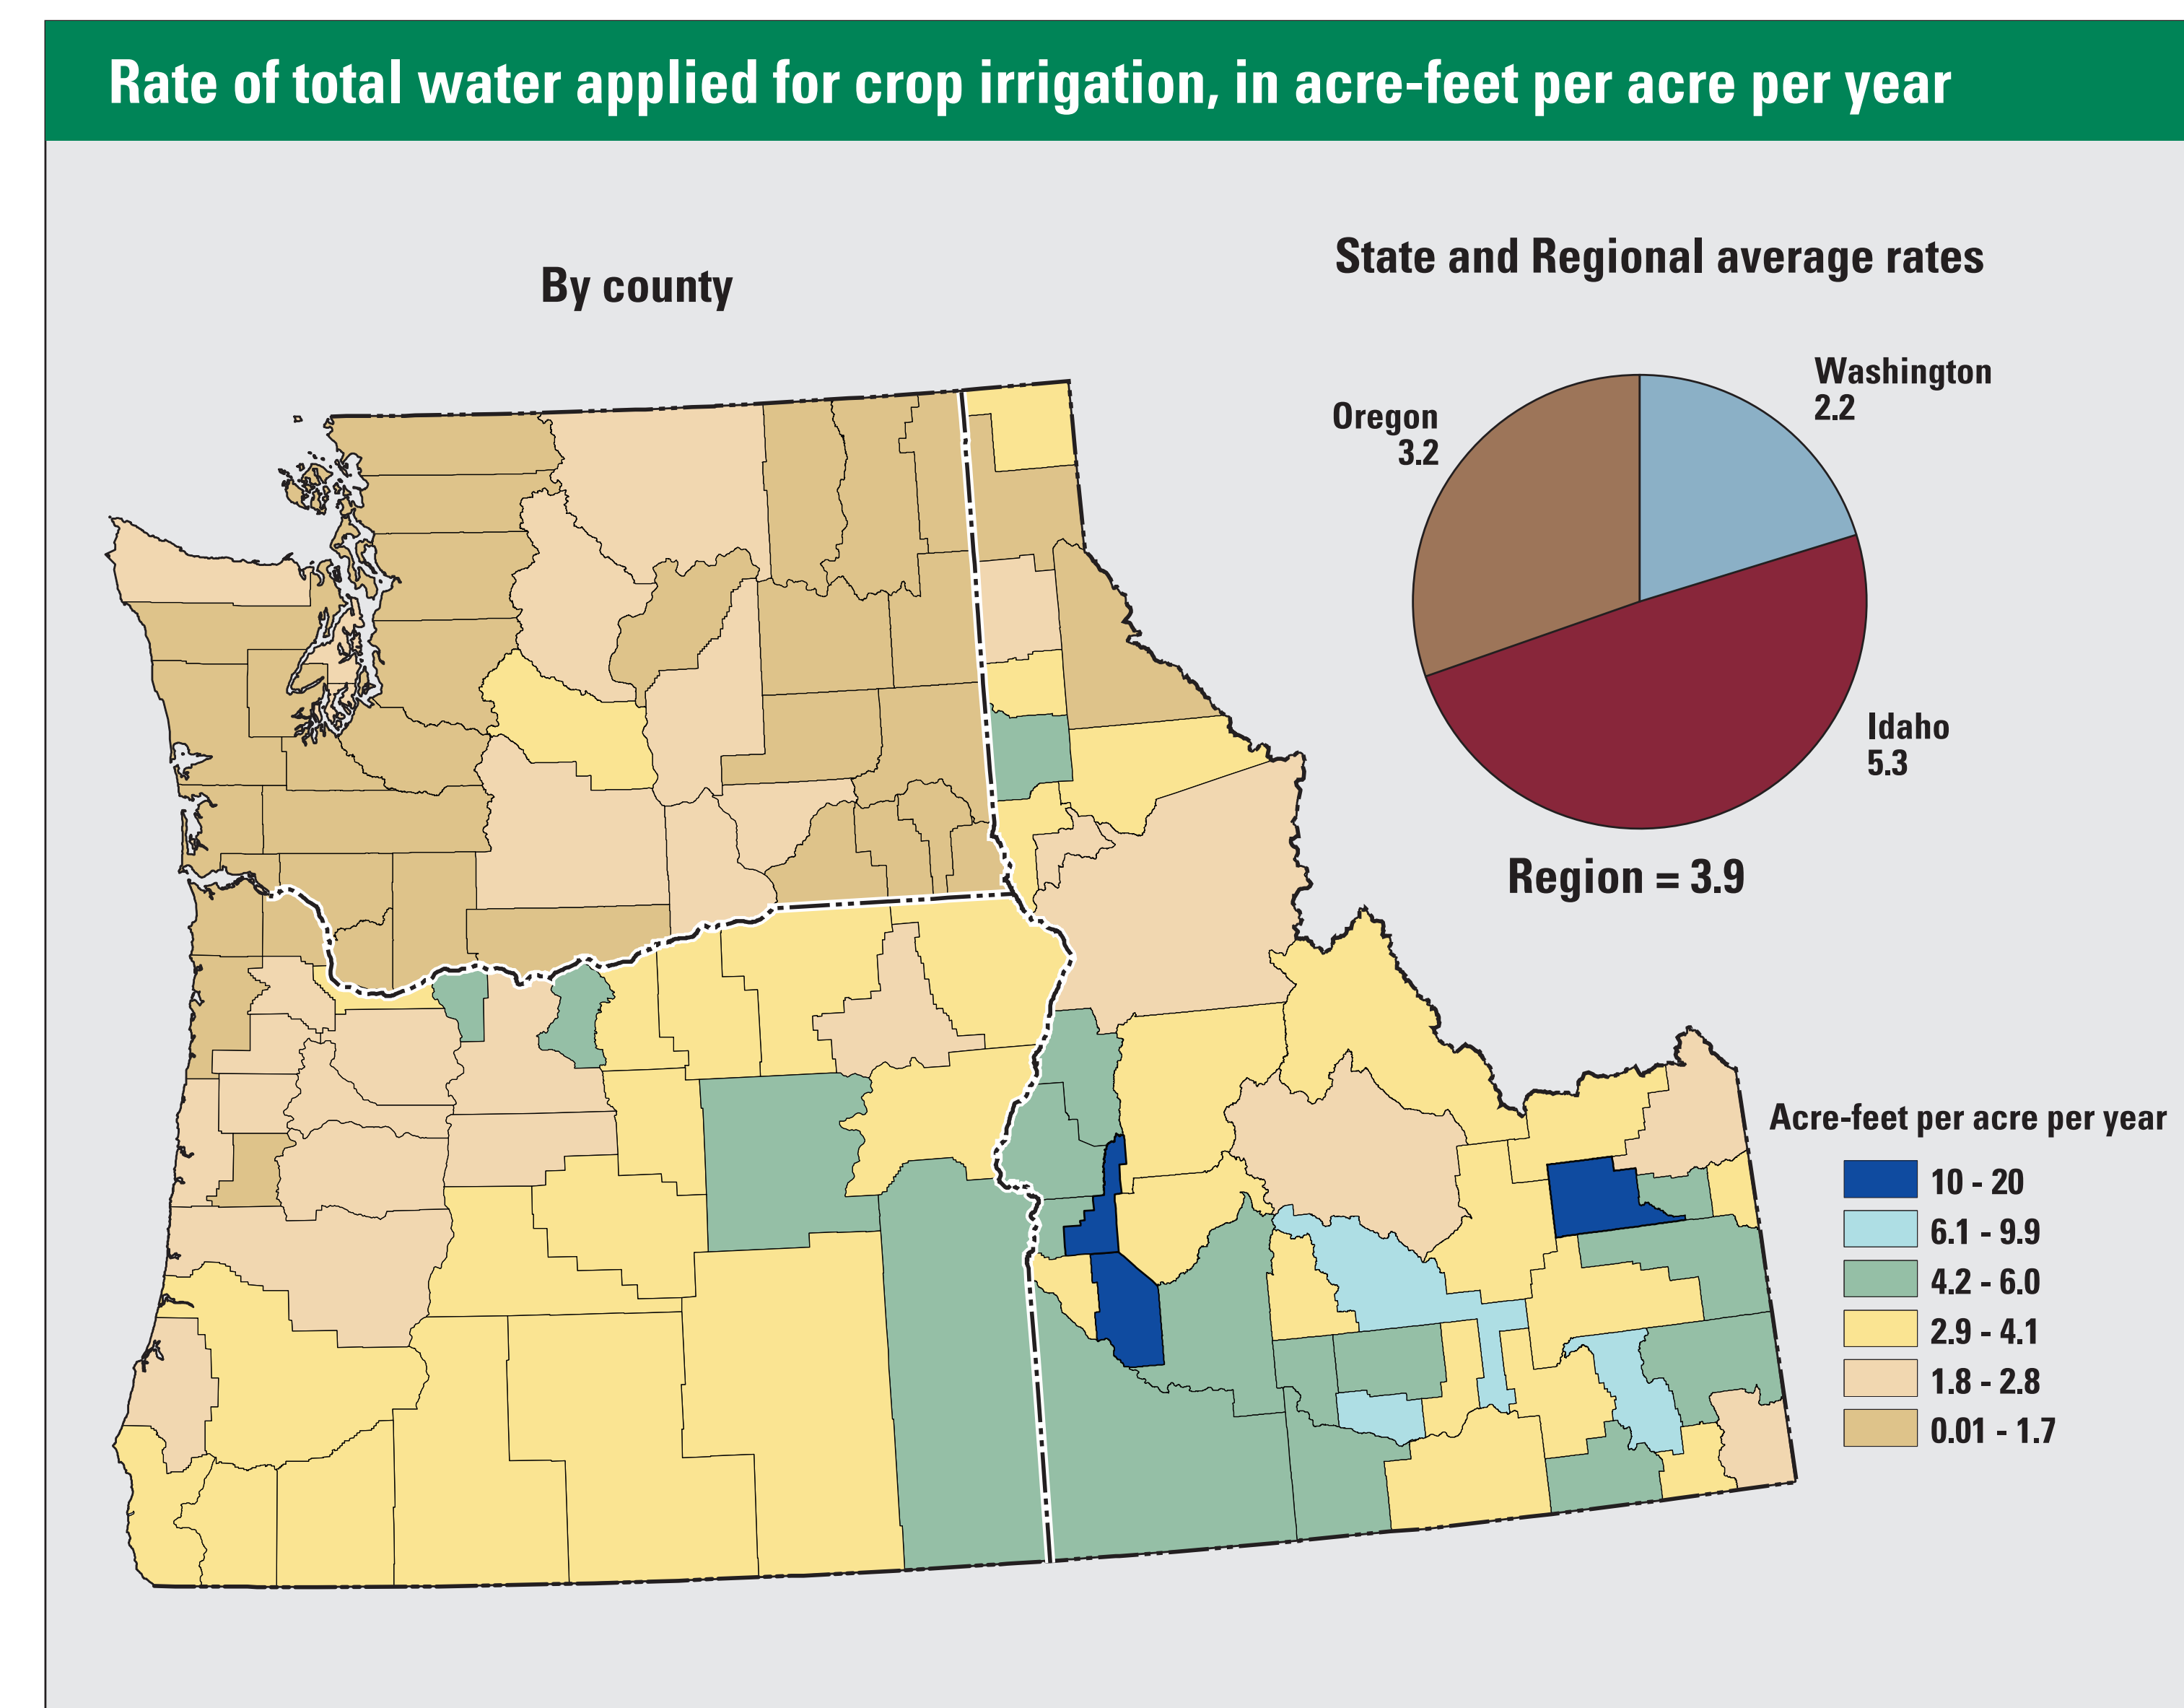 Rate of total water applied for crop irrigation, in acre-feet per acre per year
By county
State and Regional average rates
Washington
2.2
Oregon
3.2
Idaho
5.3
Region = 3.9
Acre-feet per acre per year
10 - 20
6.1 - 9.9
4.2 - 6.0
2.9 - 4.1
1.8 - 2.8
0.01 - 1.7